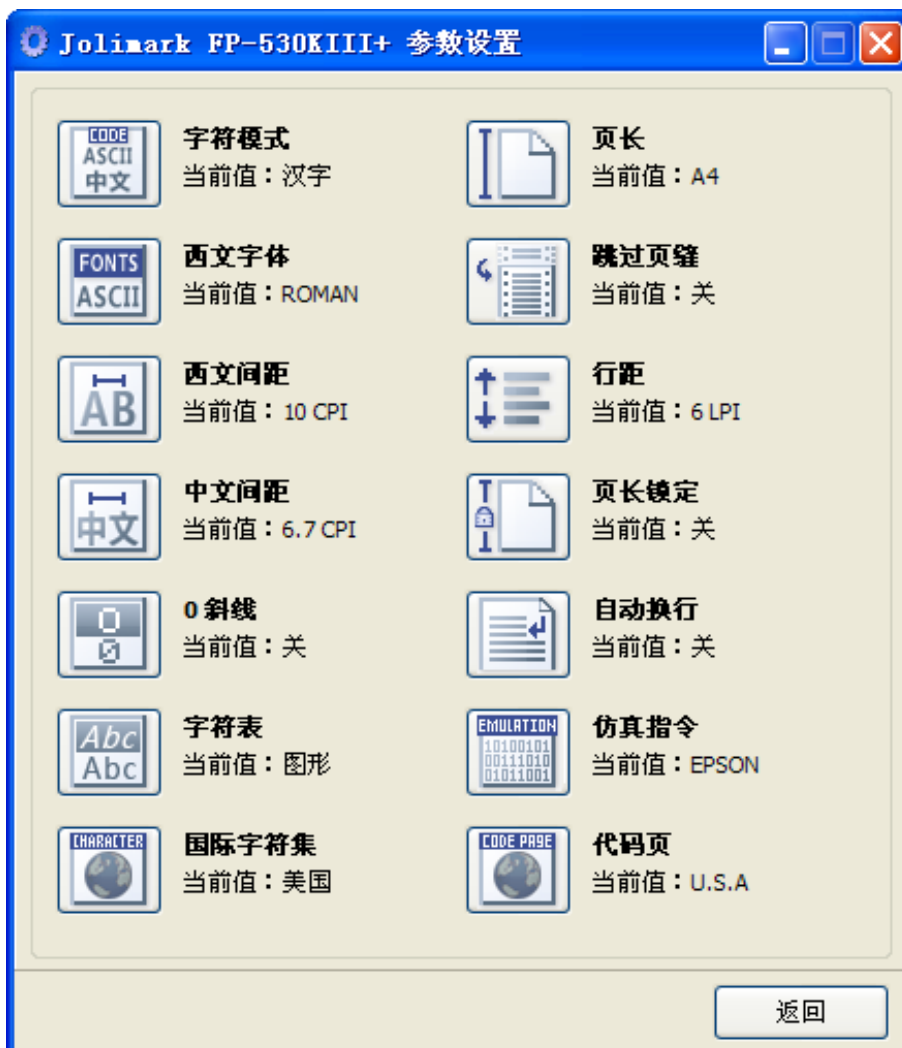 Jolimark FP-530KIII+ 参数设置
CODE
ASCII
中文
字符模式
当前值：汉字
页长
当前值：A4
FONTS
ASCII
西文字体
当前值：ROMAN
跳过页缝
当前值：关
AB
西文间距
当前值：10 CPI
行距
当前值：6 LPI
中文
中文间距
当前值：6.7 CPI
页长镜定
当前值：关
0
0
0 斜线
当前值：关
自动换行
当前值：关
Abc
Abc
字符表
当前值：图形
EMULATION
10100101
00111010
01011001
仿真指令
当前值：EPSON
CHARACTER
国际字符集
当前值：美国
CODE PAGE
代码页
当前值：U.S.A
返回